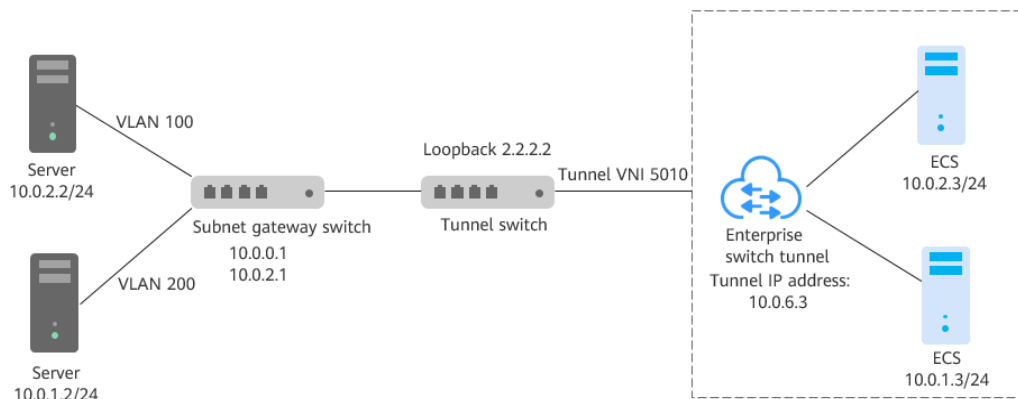 VLAN 100
Server
10.0.2.2/24
Loopback 2.2.2.2
Tunnel VNI 5010
ECS
10.0.2.3/24
Subnet gateway switch
10.0.0.1
10.0.2.1
Tunnel switch
Enterprise
switch tunnel
Tunnel IP address:
10.0.6.3
VLAN 200
Server
10.0.1.2/24
ECS
10.0.1.3/24